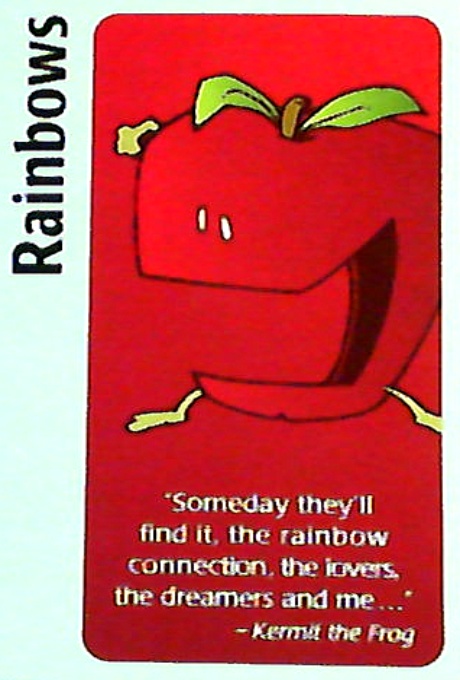 Rainbows
"Someday they'll
find it, the rainbow
connection, the lovers,
the dreamers and me..."
~ Kermit the Frog